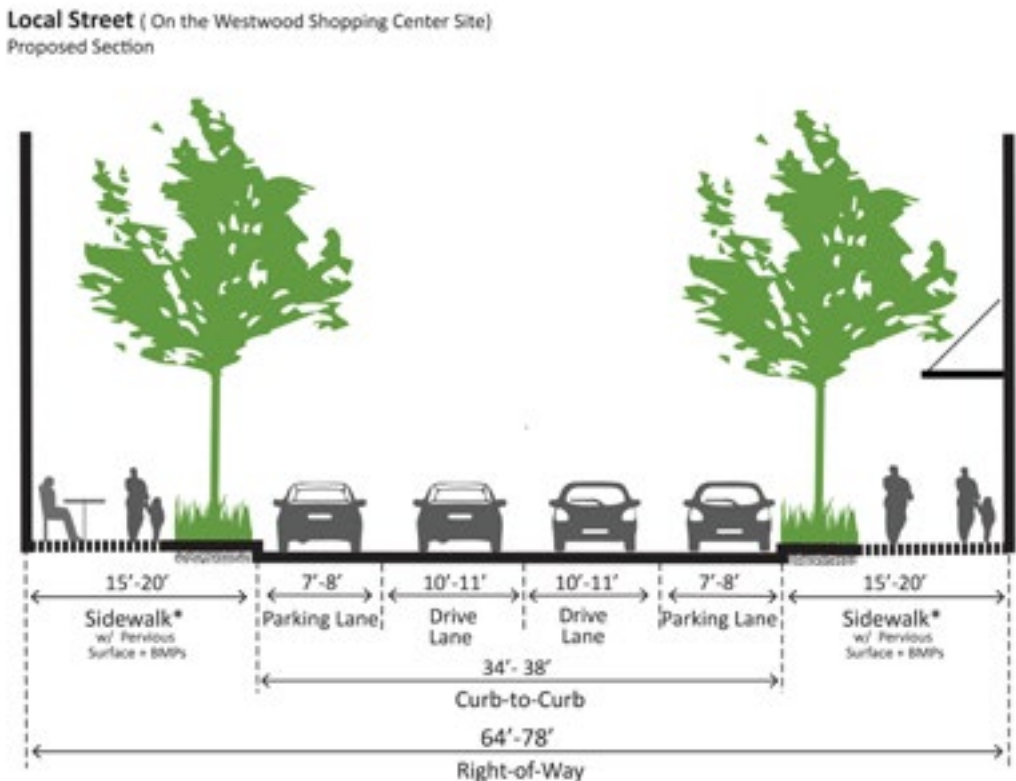 Local Street ( On the Westwood Shopping Center Site)
Proposed Section
15'-20' 7'-8' 10'-11' 10'-11' 7'-8' 15'-20'
Sidewalk* Parking Lane Drive Lane Drive Lane Parking Lane Sidewalk*
w/ Pervious Surface + BMPs w/ Pervious Surface + BMPs
34'- 38'
Curb-to-Curb
64'-78'
Right-of-Way